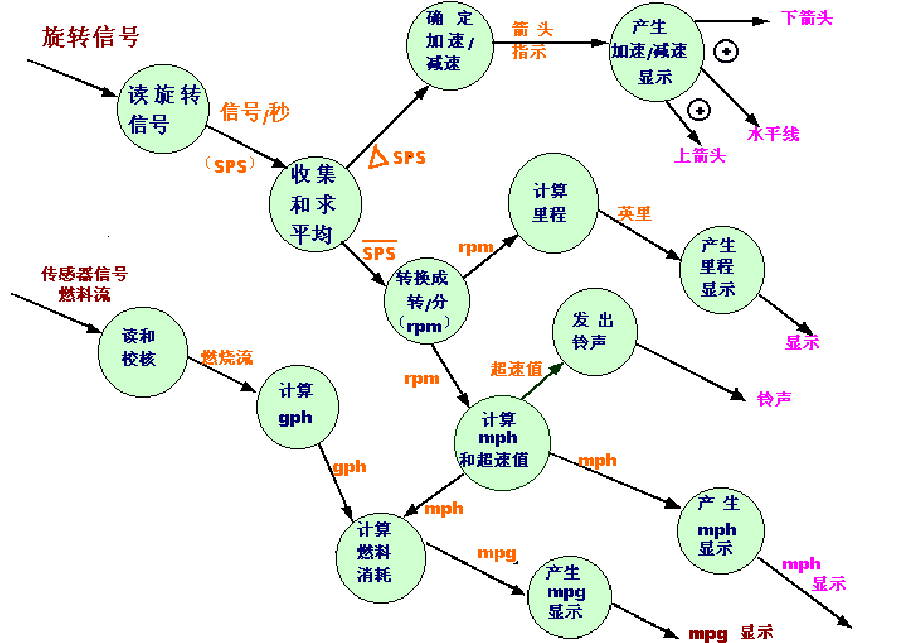 旋转信号
读旋转
信号
信号/秒
（SPS）
确 定
加速/
减速
箭 头
指示
产生
加速/减速
显示
下箭头
水平线
上箭头
收集
和求
平均
△ SPS
SPS
转换成
转/分
（rpm）
rpm
计算
里程
英里
产生
里程
显示
显示
传感器信号
燃料流
读和
校核
燃烧流
计算
gph
gph
rpm
超速值
发 出
铃声
铃声
计算
mph
和超速值
mph
产 生
mph
显示
mph
显示
mph
计算
燃料
消耗
mpg
产生
mpg
显示
mpg 显示